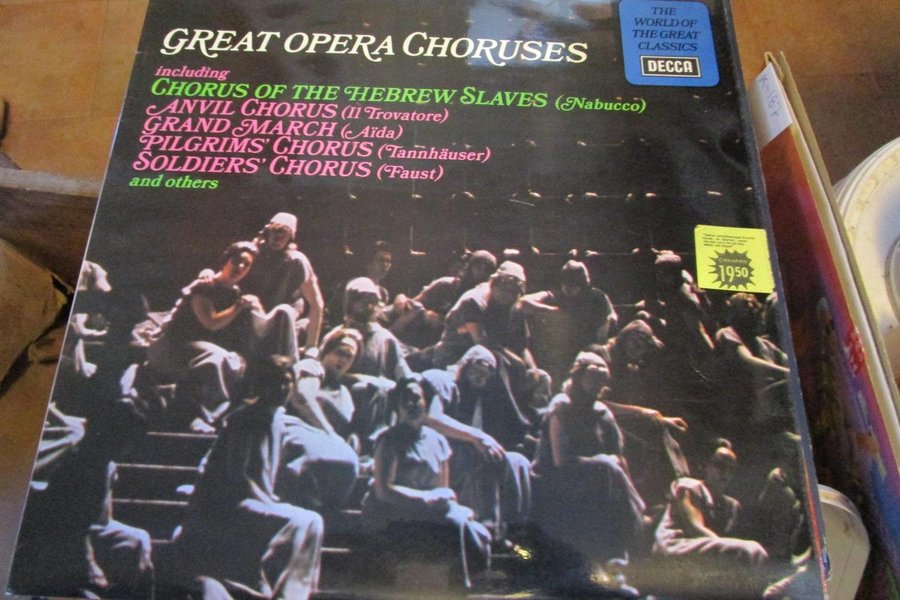 GREAT OPERA CHORUSES
THE
WORLD OF
THE GREAT
CLASSICS
DECCA
including
CHORUS OF THE HEBREW SLAVES (Nabucco)
ANVIL CHORUS (Il Trovatore)
GRAND MARCH (Aïda)
PILGRIMS' CHORUS (Tannhäuser)
SOLDIERS' CHORUS (Faust)
and others
19.50